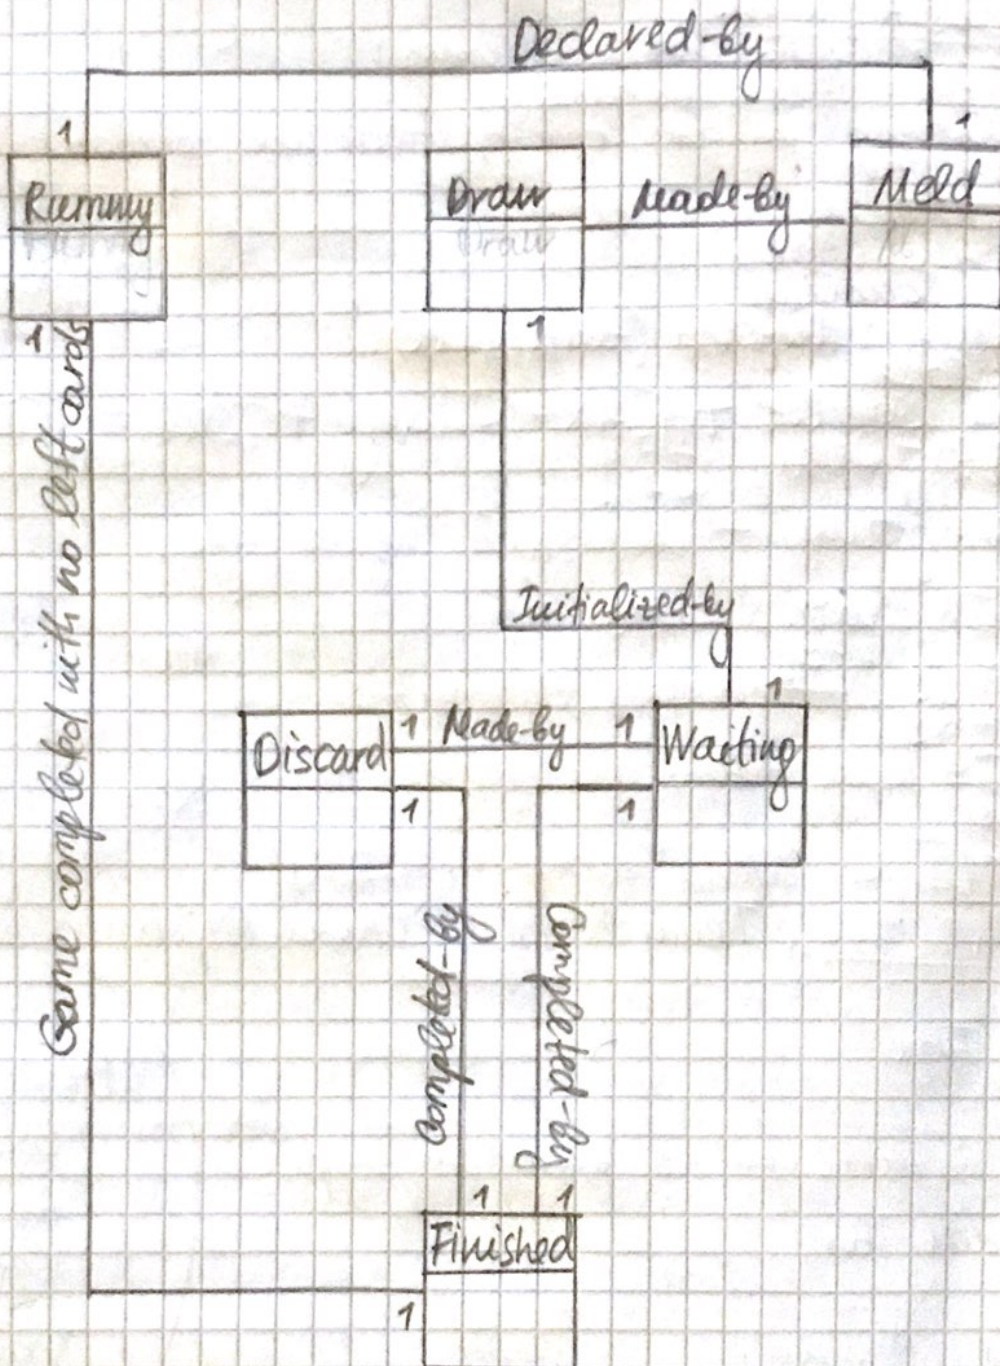 Declared-by
1
1
Rummy
Draw
Made-by
Meld
1
1
Game completed with no left cards
Initialized-by
1
Discard
1
Made-by
1
Waiting
1
1
Completed-by
Completed-by
1
1
Finished
1